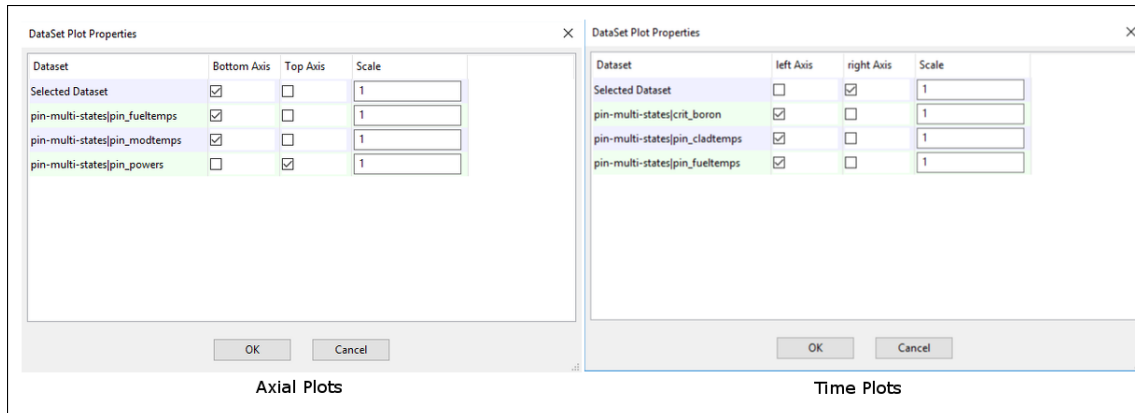 DataSet Plot Properties
Dataset Bottom Axis Top Axis Scale
Selected Dataset 1
pin-multi-states|pin_fueltemps 1
pin-multi-states|pin_modtemps 1
pin-multi-states|pin_powers 1
OK Cancel
Axial Plots
DataSet Plot Properties
Dataset left Axis right Axis Scale
Selected Dataset 1
pin-multi-states|crit_boron 1
pin-multi-states|pin_cladtemps 1
pin-multi-states|pin_fueltemps 1
OK Cancel
Time Plots